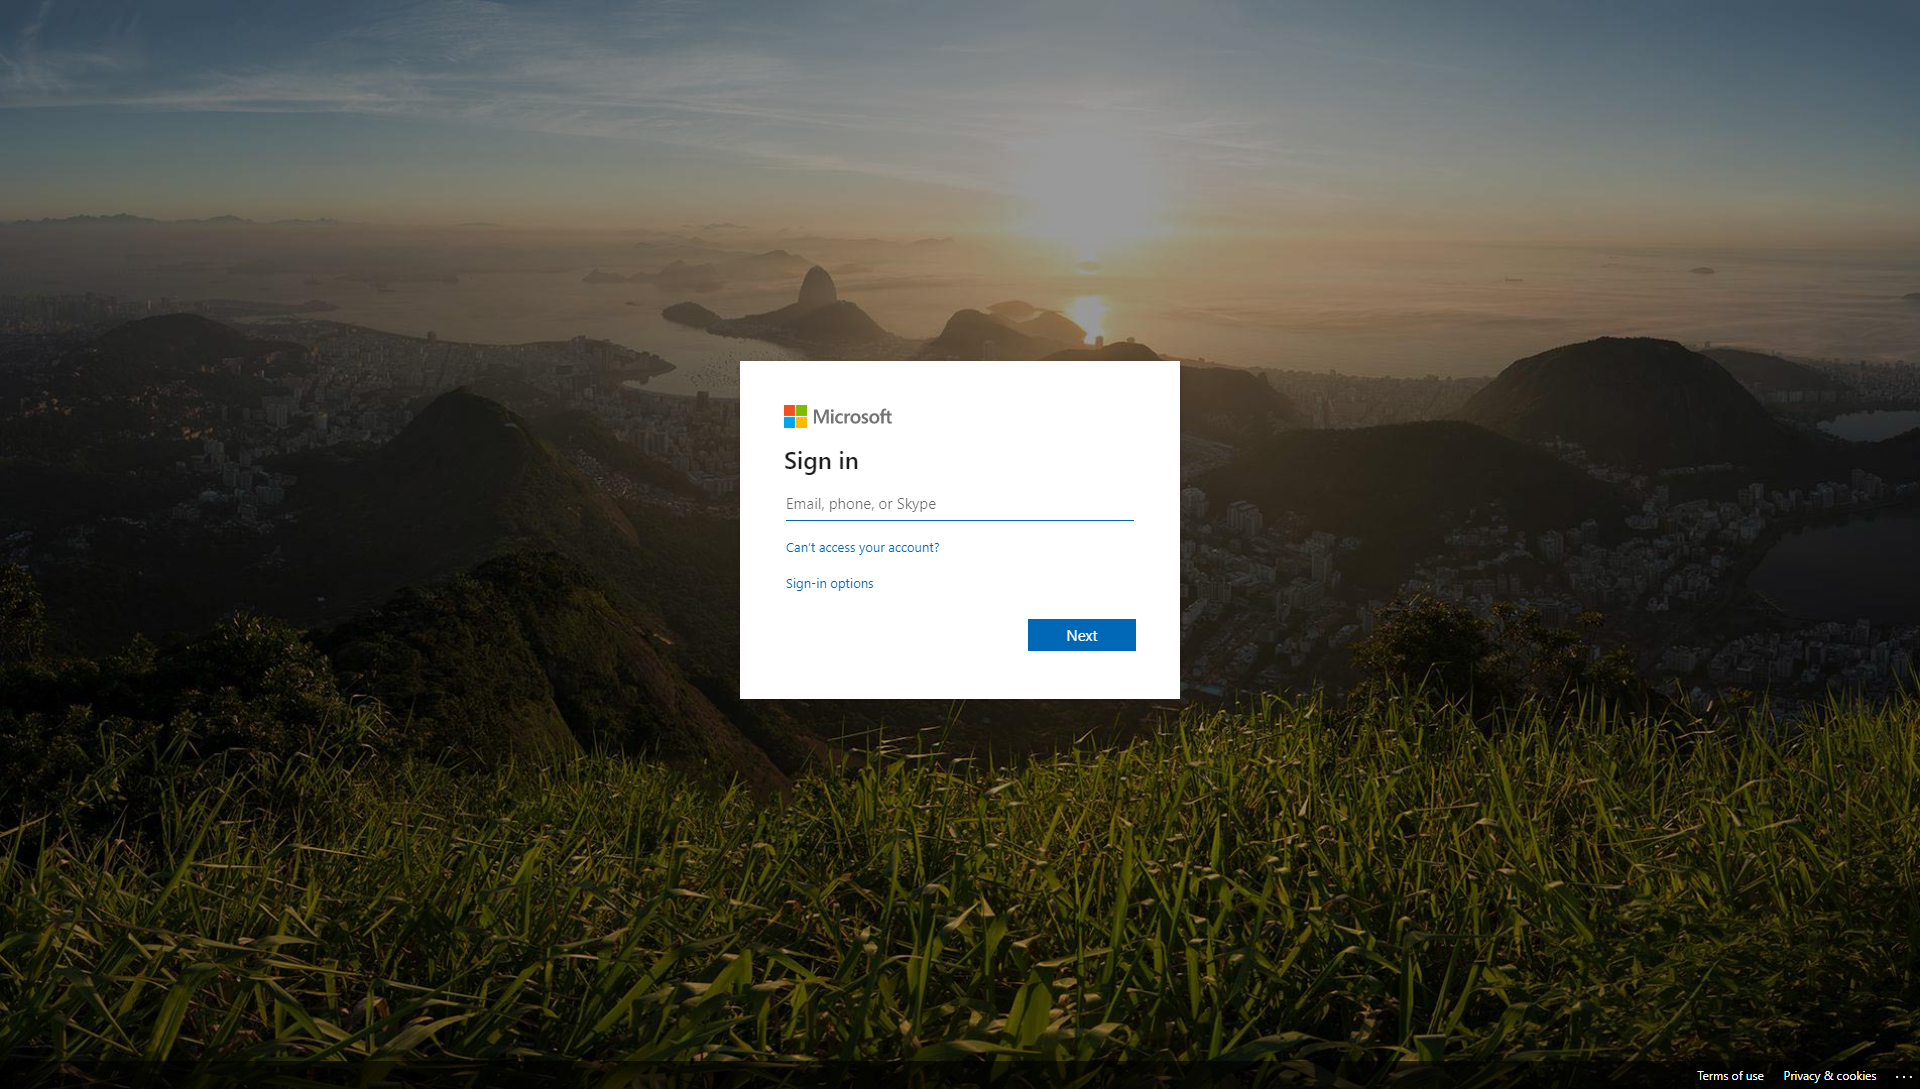 Microsoft
Sign in
Email, phone, or Skype
Can't access your account?
Sign-in options
Next
Terms of use Privacy & cookies ...